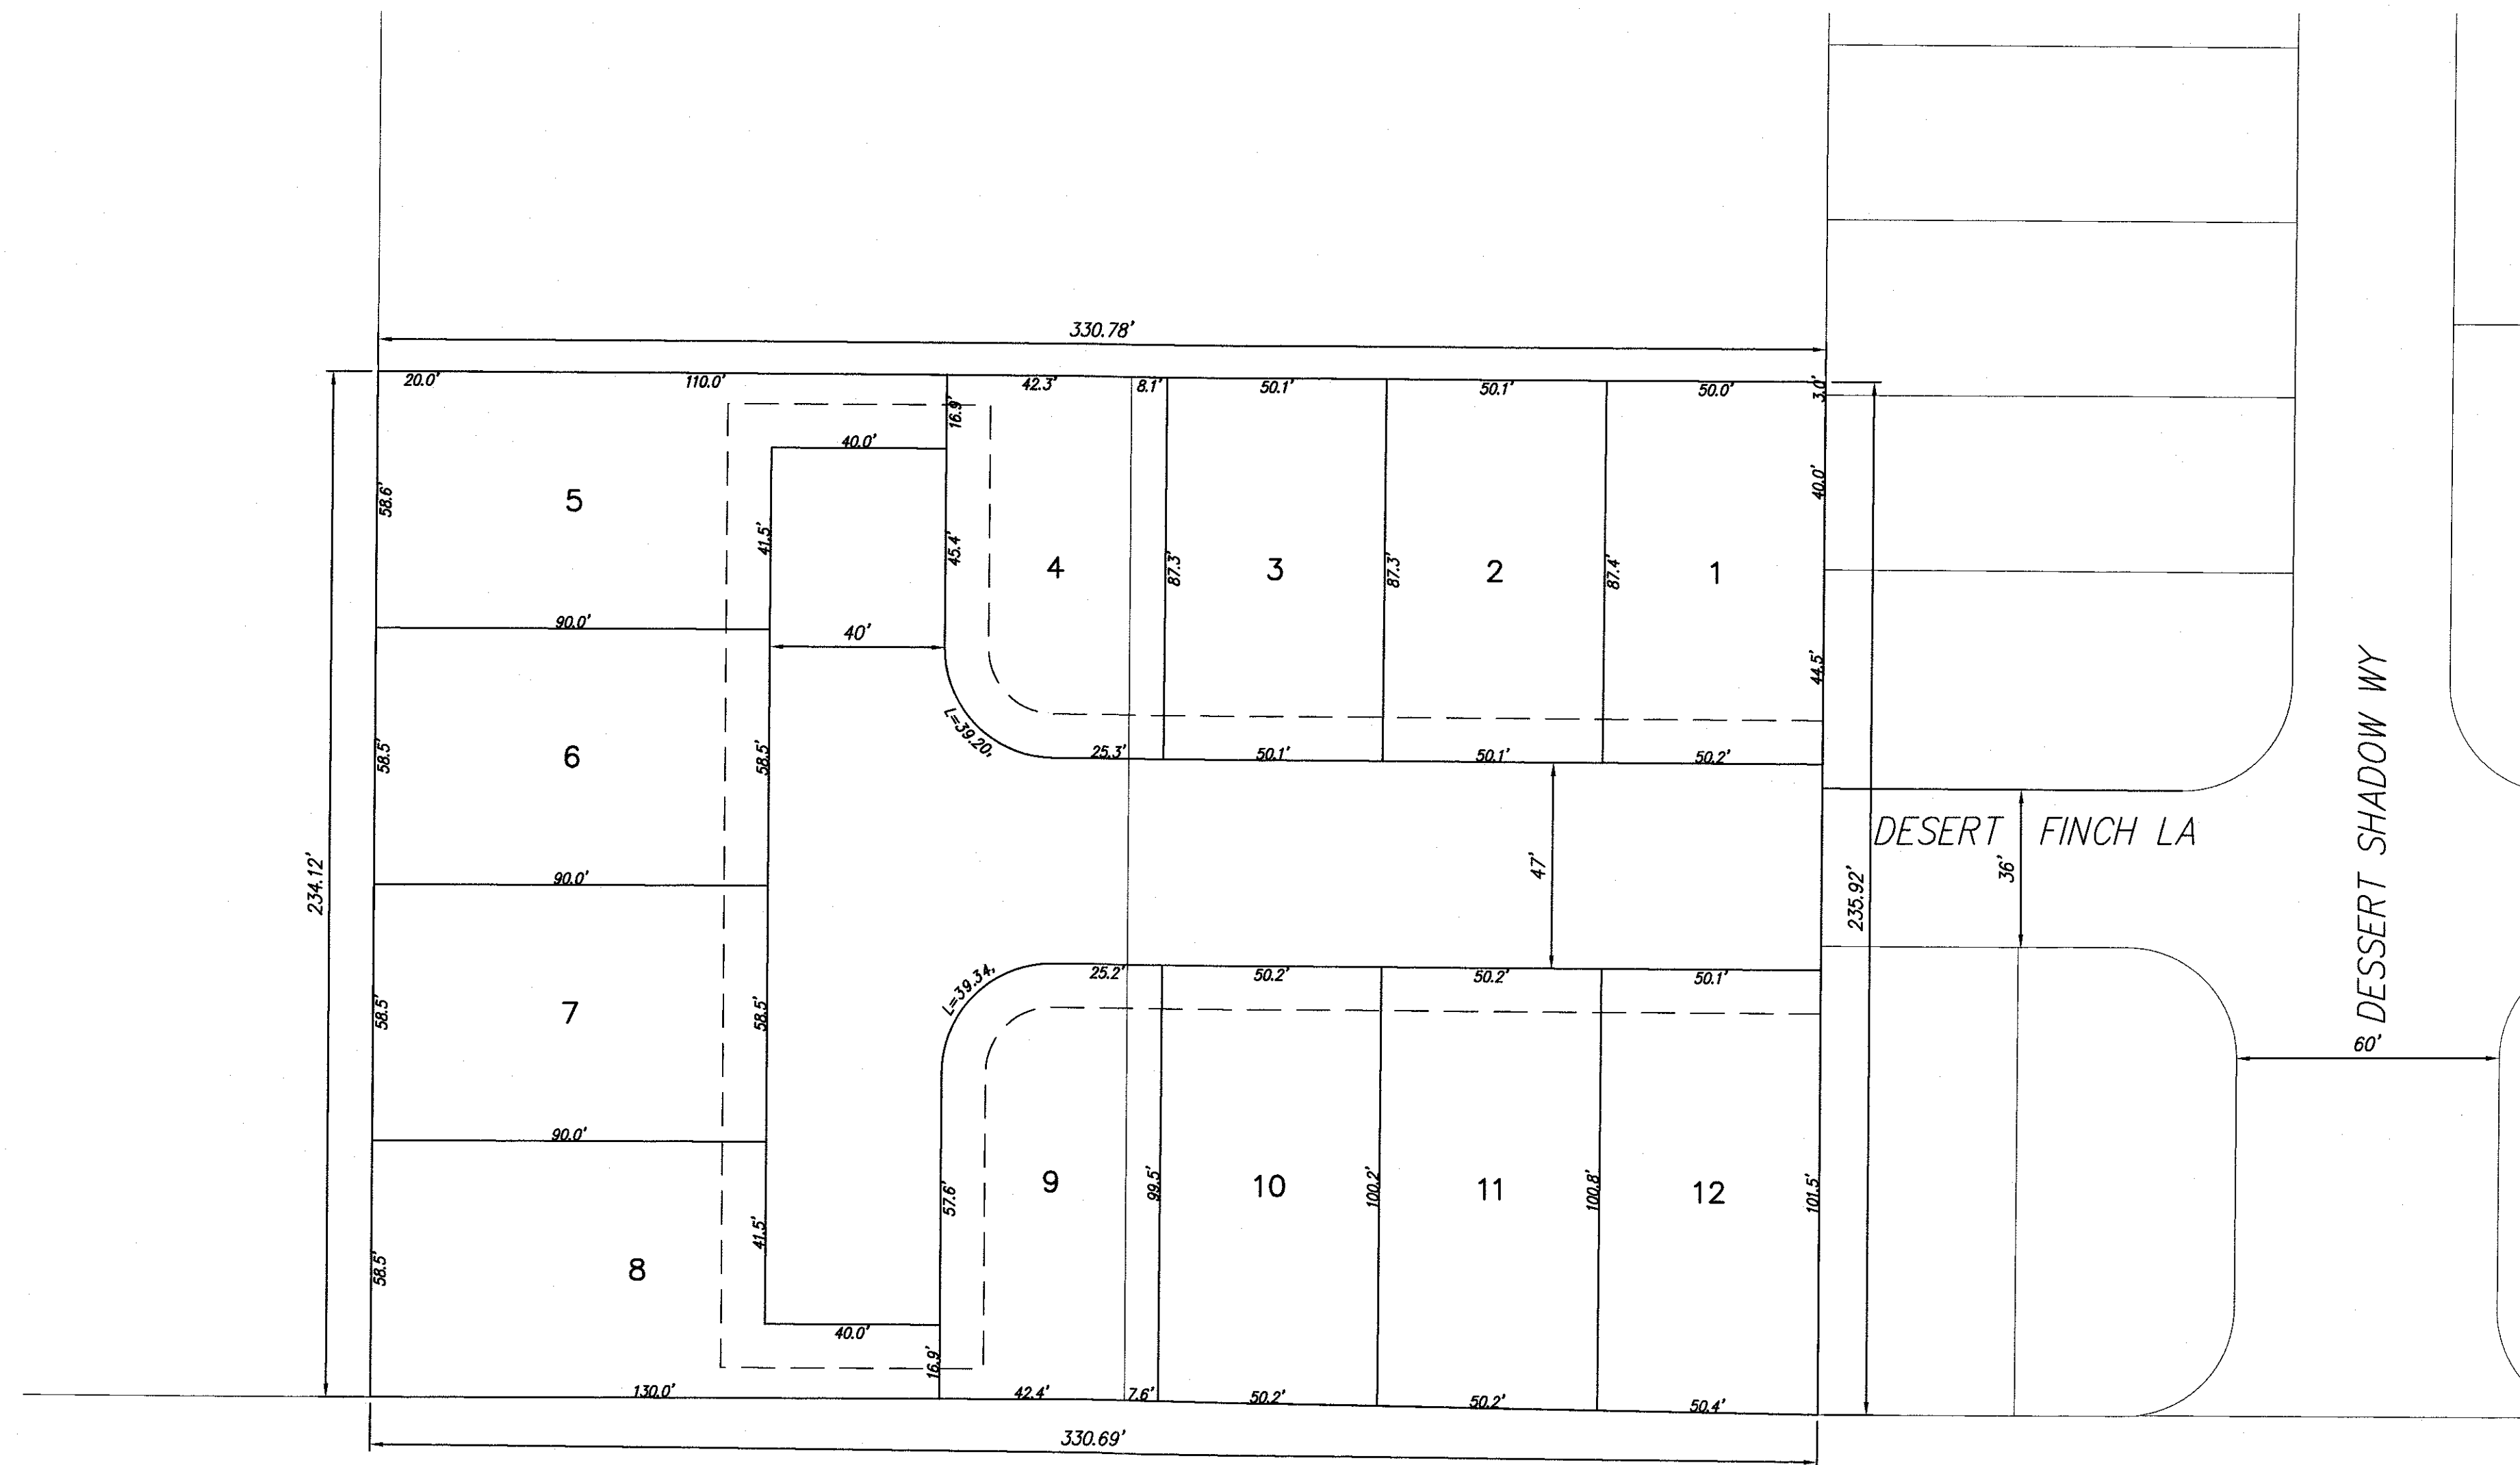 330.78'
20.0' 110.0' 42.3' 8.1' 50.1' 50.1' 50.0' 3.0'
16.9'
40.0'
58.6' 5 41.5' 45.4' 4 87.3' 3 87.3' 2 87.4' 1 40.0'
90.0' 40' 44.5'
L=39.20,
25.3' 50.1' 50.1' 50.2'
58.5' 6 58.5'
DESERT FINCH LA
DESSERT SHADOW WY
90.0' 47' 36'
234.12' 235.92'
L=39.34,
25.2' 50.2' 50.2' 50.1'
58.5' 7 58.5'
60'
90.0'
57.6' 9 99.5' 10 100.2' 11 100.8' 12 101.5'
58.5' 8 41.5'
40.0'
16.9'
130.0' 42.4' 7.6' 50.2' 50.2' 50.4'
330.69'